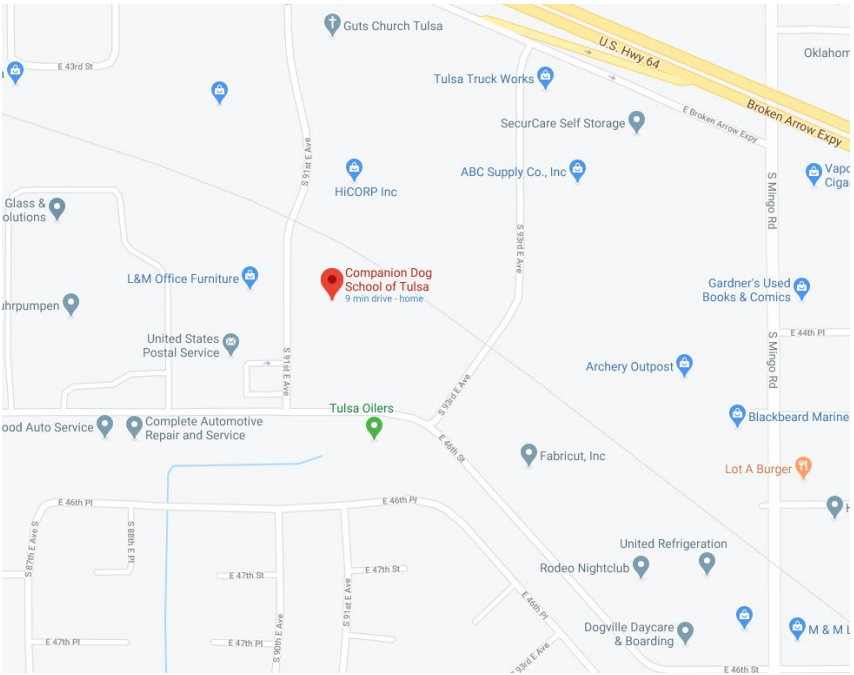 Guts Church Tulsa
U.S. Hwy 64
Oklahom
E 43rd St
Tulsa Truck Works
Broken Arrow Expy
E Broken Arrow Expy
SecurCare Self Storage
S 91st E Ave
HiCORP Inc
ABC Supply Co., Inc
Vapo
Cigar
S Mingo Rd
Glass &
olutions
S 93rd E Ave
L&M Office Furniture
Companion Dog
School of Tulsa
9 min drive - home
Gardner's Used
Books & Comics
uhrpumpen
United States
Postal Service
E 44th Pl
S Mingo Rd
S 91st E Ave
Archery Outpost
S 93rd E Ave
Tulsa Oilers
ood Auto Service
Complete Automotive
Repair and Service
Blackbeard Marine
E 46th St
Fabricut, Inc
Lot A Burger
E 46th Pl
E 46th Pl
H
S 87th E Ave S
S 88th E Pl
United Refrigeration
Rodeo Nightclub
E 47th St
E 47th St
S 91st E Ave
E 46th Pl
Dogville Daycare
& Boarding
M & M L
E 47th Pl
E 47th Pl
S 90th E Ave
S 93rd E Ave
E 46th St